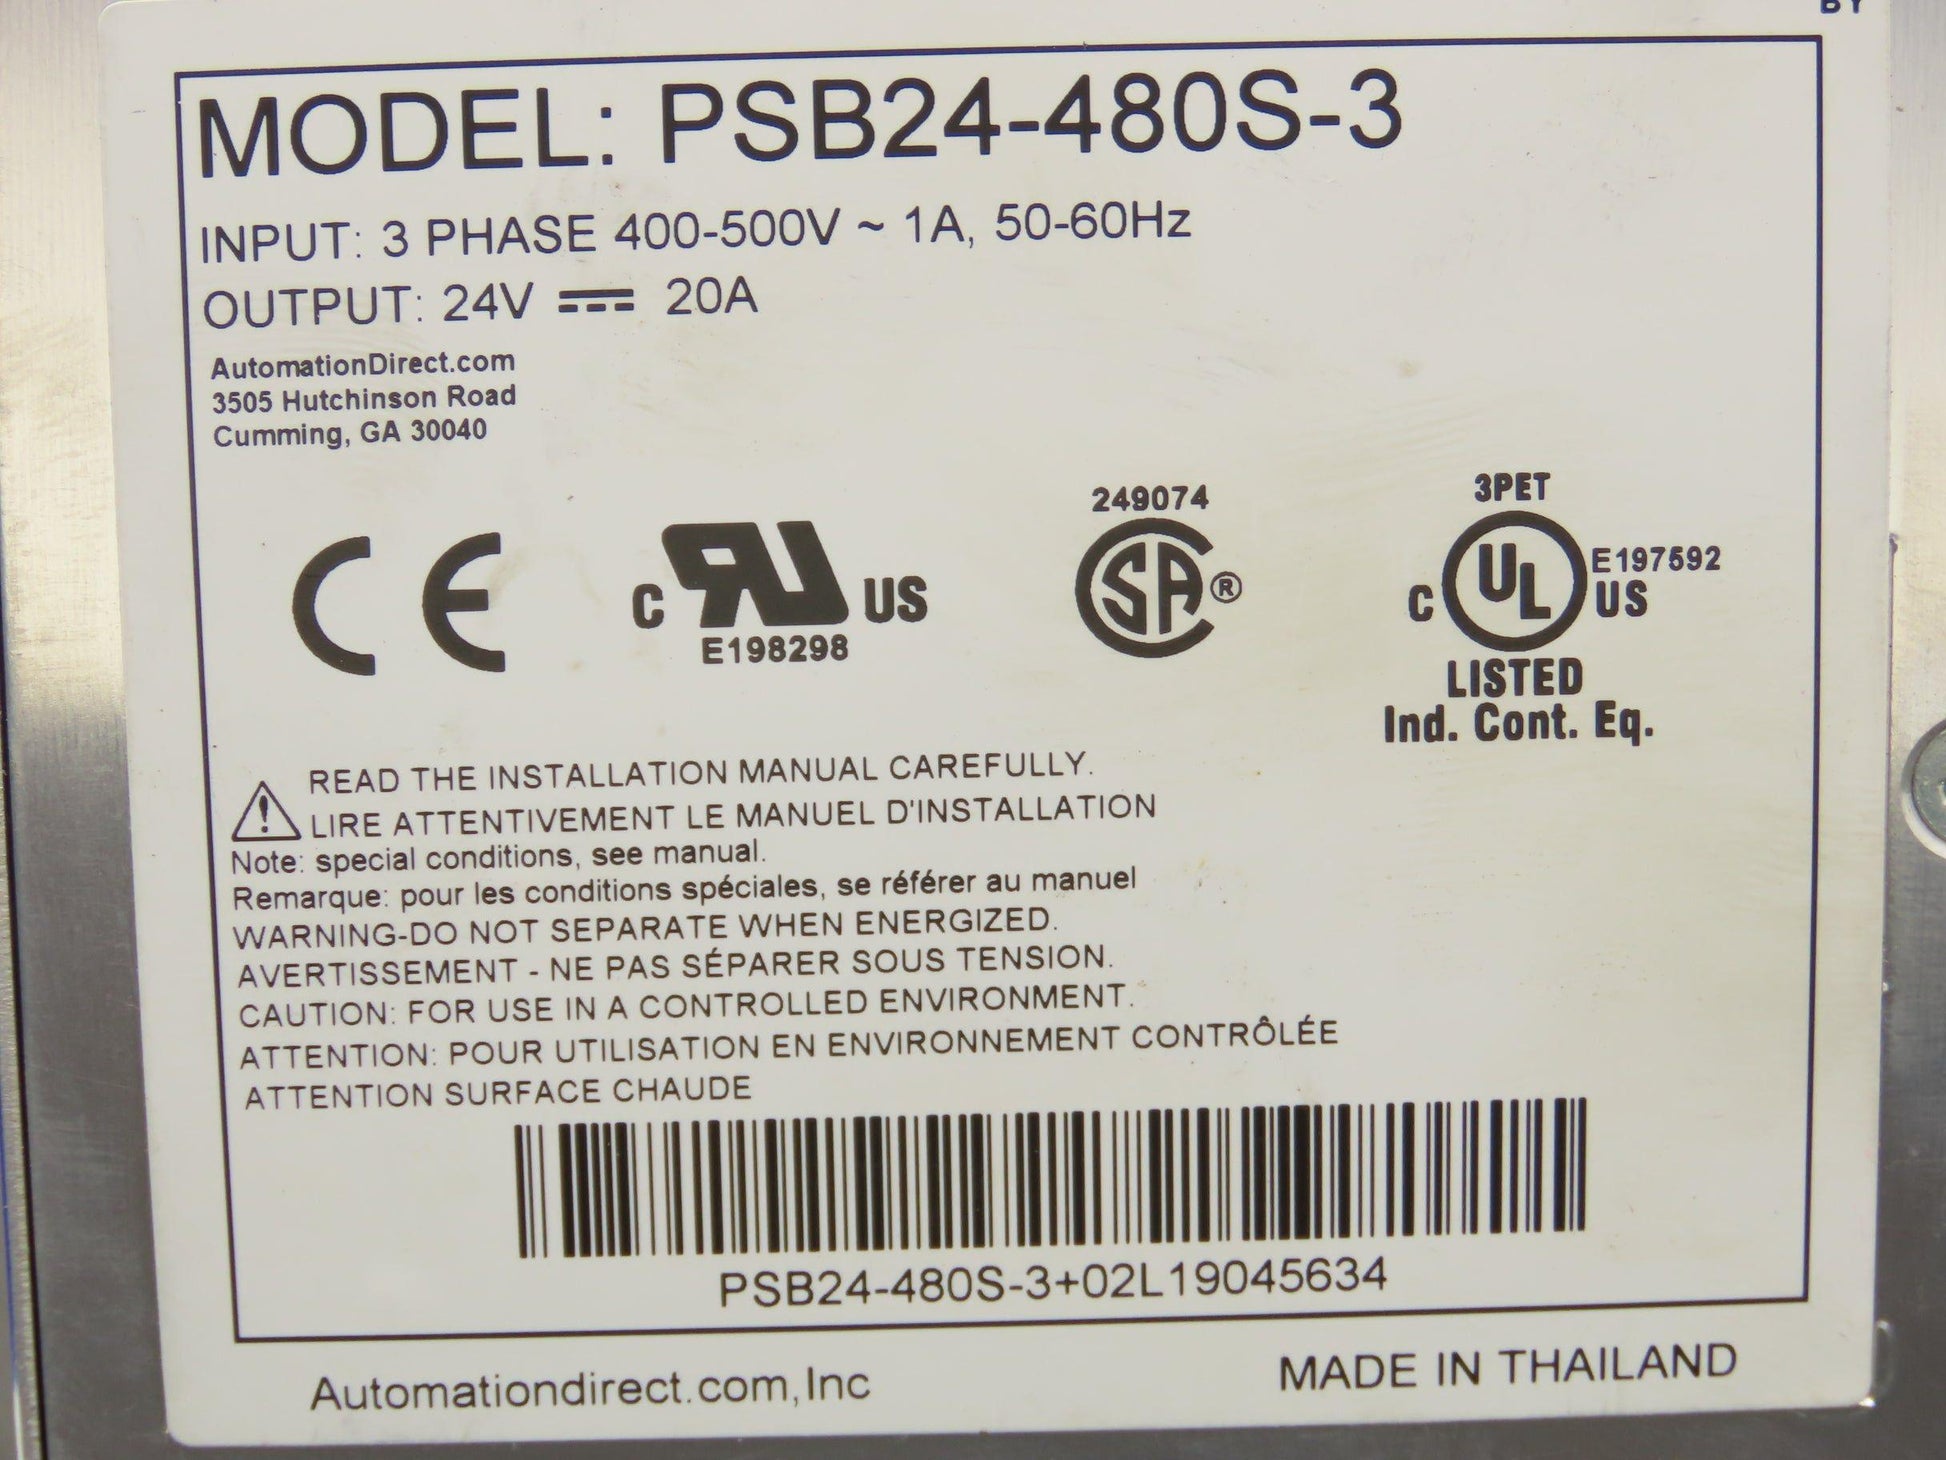 BY
MODEL: PSB24-480S-3
INPUT: 3 PHASE 400-500V ~ 1A, 50-60Hz
OUTPUT: 24V ⎓ 20A
AutomationDirect.com
3505 Hutchinson Road
Cumming, GA 30040
CE
c RU US
E198298
249074
SA ®
3PET
c UL US E197592
LISTED
Ind. Cont. Eq.
READ THE INSTALLATION MANUAL CAREFULLY.
LIRE ATTENTIVEMENT LE MANUEL D'INSTALLATION
Note: special conditions, see manual.
Remarque: pour les conditions spéciales, se référer au manuel
WARNING-DO NOT SEPARATE WHEN ENERGIZED.
AVERTISSEMENT - NE PAS SÉPARER SOUS TENSION.
CAUTION: FOR USE IN A CONTROLLED ENVIRONMENT.
ATTENTION: POUR UTILISATION EN ENVIRONNEMENT CONTRÔLÉE
ATTENTION SURFACE CHAUDE
PSB24-480S-3+02L19045634
Automationdirect.com,Inc
MADE IN THAILAND